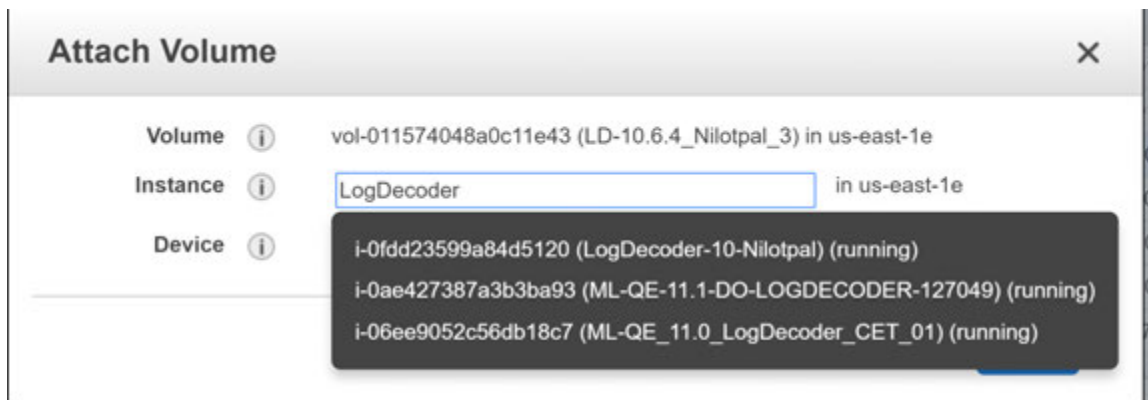 Attach Volume
Volume vol-011574048a0c11e43 (LD-10.6.4_Nilotpal_3) in us-east-1e
Instance LogDecoder in us-east-1e
Device
i-0fdd23599a84d5120 (LogDecoder-10-Nilotpal) (running)
i-0ae427387a3b3ba93 (ML-QE-11.1-DO-LOGDECODER-127049) (running)
i-06ee9052c56db18c7 (ML-QE_11.0_LogDecoder_CET_01) (running)